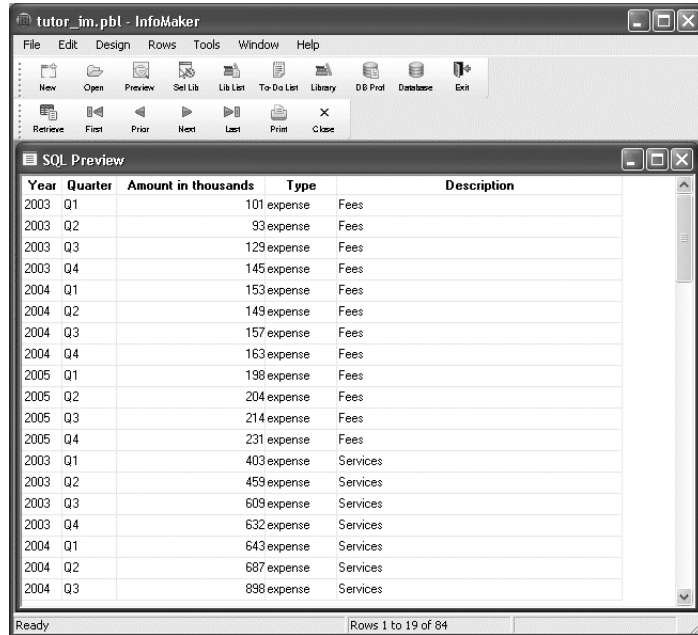 tutor_im.pbl - InfoMaker
File Edit Design Rows Tools Window Help
New Open Preview Sel Lib Lib List To-Do List Library DB Prof Database Exit
Retrieve First Prior Next Last Print Close
SQL Preview
Year Quarter Amount in thousands Type Description
2003 Q1 101 expense Fees
2003 Q2 93 expense Fees
2003 Q3 129 expense Fees
2003 Q4 145 expense Fees
2004 Q1 153 expense Fees
2004 Q2 149 expense Fees
2004 Q3 157 expense Fees
2004 Q4 163 expense Fees
2005 Q1 198 expense Fees
2005 Q2 204 expense Fees
2005 Q3 214 expense Fees
2005 Q4 231 expense Fees
2003 Q1 403 expense Services
2003 Q2 459 expense Services
2003 Q3 609 expense Services
2003 Q4 632 expense Services
2004 Q1 643 expense Services
2004 Q2 687 expense Services
2004 Q3 898 expense Services
Ready Rows 1 to 19 of 84